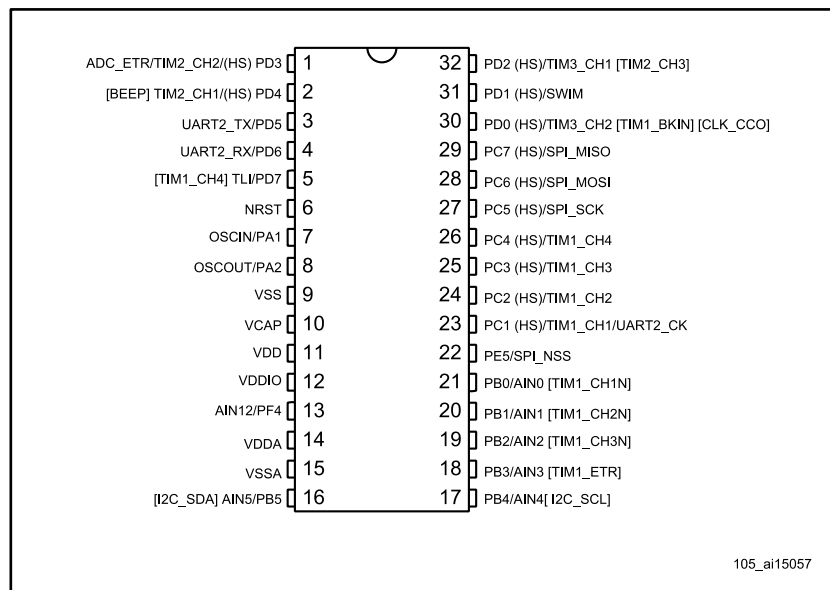 ADC_ETR/TIM2_CH2/(HS) PD3 1 32 PD2 (HS)/TIM3_CH1 [TIM2_CH3]
[BEEP] TIM2_CH1/(HS) PD4 2 31 PD1 (HS)/SWIM
UART2_TX/PD5 3 30 PD0 (HS)/TIM3_CH2 [TIM1_BKIN] [CLK_CCO]
UART2_RX/PD6 4 29 PC7 (HS)/SPI_MISO
[TIM1_CH4] TLI/PD7 5 28 PC6 (HS)/SPI_MOSI
NRST 6 27 PC5 (HS)/SPI_SCK
OSCIN/PA1 7 26 PC4 (HS)/TIM1_CH4
OSCOUT/PA2 8 25 PC3 (HS)/TIM1_CH3
VSS 9 24 PC2 (HS)/TIM1_CH2
VCAP 10 23 PC1 (HS)/TIM1_CH1/UART2_CK
VDD 11 22 PE5/SPI_NSS
VDDIO 12 21 PB0/AIN0 [TIM1_CH1N]
AIN12/PF4 13 20 PB1/AIN1 [TIM1_CH2N]
VDDA 14 19 PB2/AIN2 [TIM1_CH3N]
VSSA 15 18 PB3/AIN3 [TIM1_ETR]
[I2C_SDA] AIN5/PB5 16 17 PB4/AIN4[ I2C_SCL]
105_ai15057